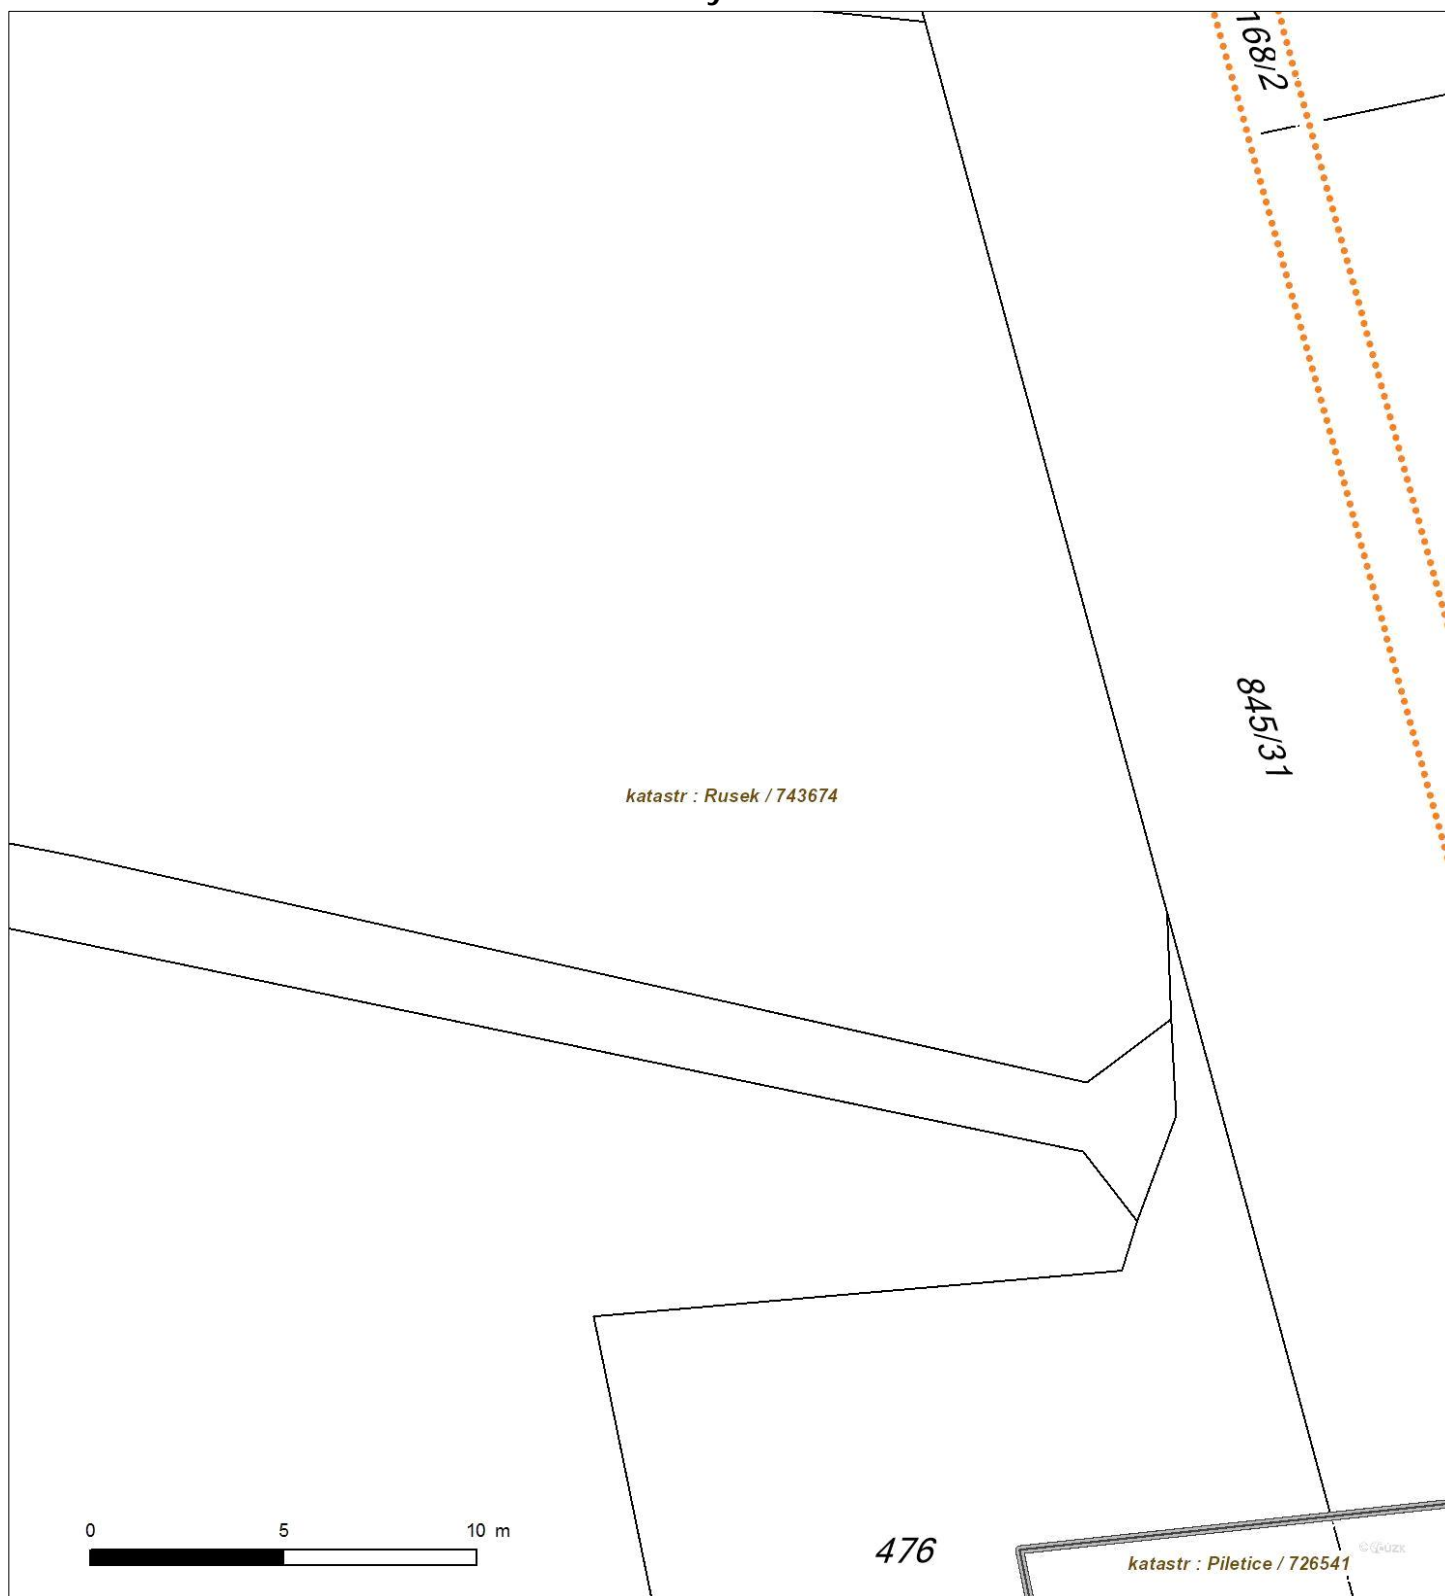 168/2
845/31
katastr : Rusek / 743674
0 5 10 m
476
katastr : Piletice / 726541